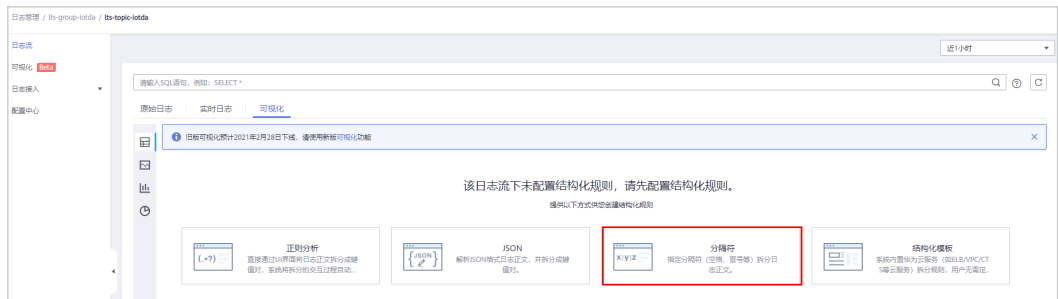 日志管理 / lts-group-iotda / lts-topic-iotda
日志流
近1小时
可视化 Beta
请输入SQL语句，例如：SELECT *
日志接入
配置中心
原始日志 实时日志 可视化
旧版可视化预计2021年2月28日下线，请使用新版可视化功能
该日志流下未配置结构化规则，请先配置结构化规则。
提供以下方式供您创建结构化规则
正则分析
(.+?)
直接通过UI界面将日志正文拆分成键
值对，系统将拆分的交互过程自动...
JSON
{JSON}
解析JSON格式日志正文，并拆分成键
值对。
分隔符
x|y|z
指定分隔符（空格、冒号等）拆分日
志正文。
结构化模板
系统内置华为云服务（如ELB/VPC/CT
S等云服务）拆分规则，用户无需定...